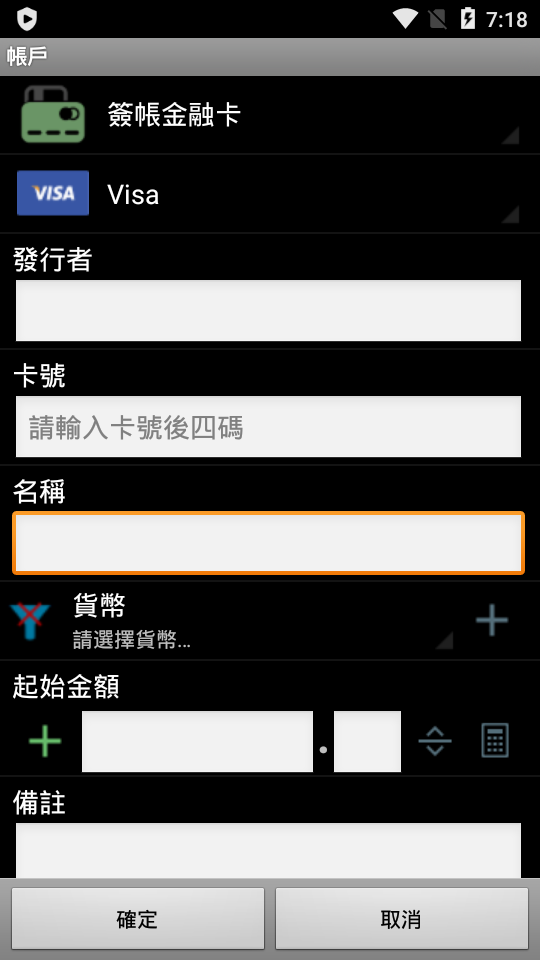 7:18
帳戶
簽帳金融卡
VISA
Visa
發行者
卡號
請輸入卡號後四碼
名稱
貨幣
請選擇貨幣...
起始金額
.
備註
確定
取消